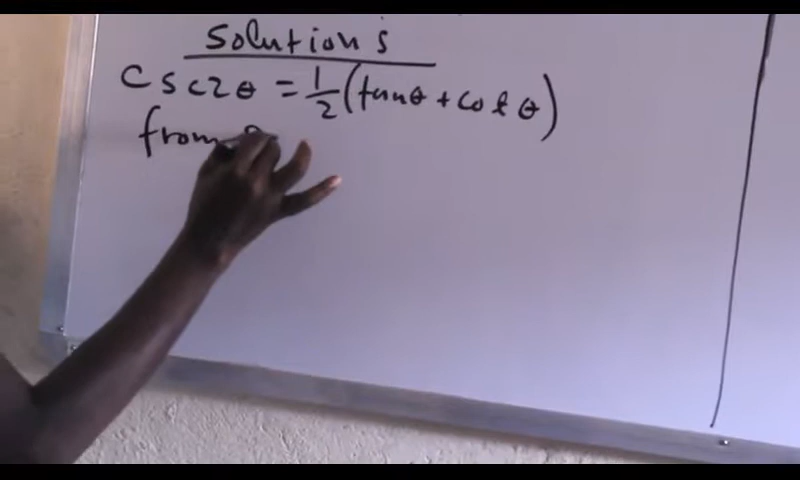 Solutions
csc2θ = 1/2 (tanθ + cotθ)
from